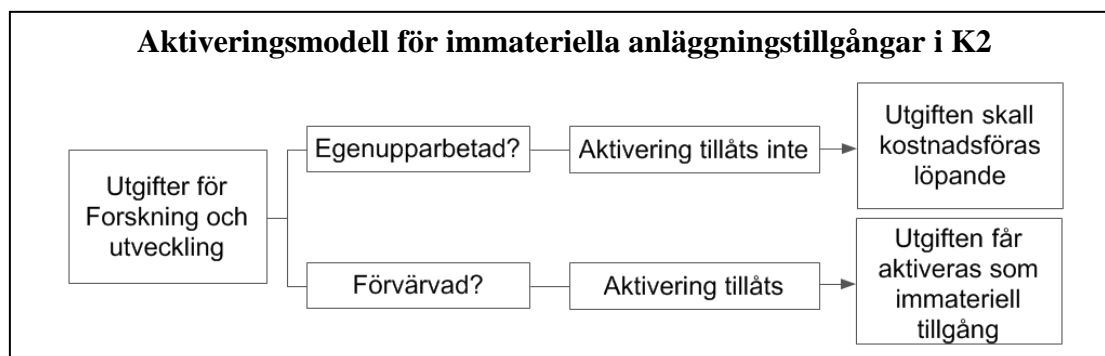 Aktiveringsmodell för immateriella anläggningstillgångar i K2
Utgifter för
Forskning och
utveckling
Egenupparbetad?
Aktivering tillåts inte
Utgiften skall
kostnadsföras
löpande
Förvärvad?
Aktivering tillåts
Utgiften får
aktiveras som
immateriell
tillgång